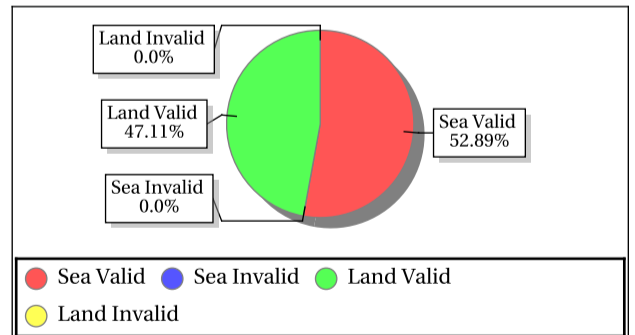 Land Invalid
0.0%
Land Valid
47.11%
Sea Valid
52.89%
Sea Invalid
0.0%
Sea Valid Sea Invalid Land Valid
Land Invalid